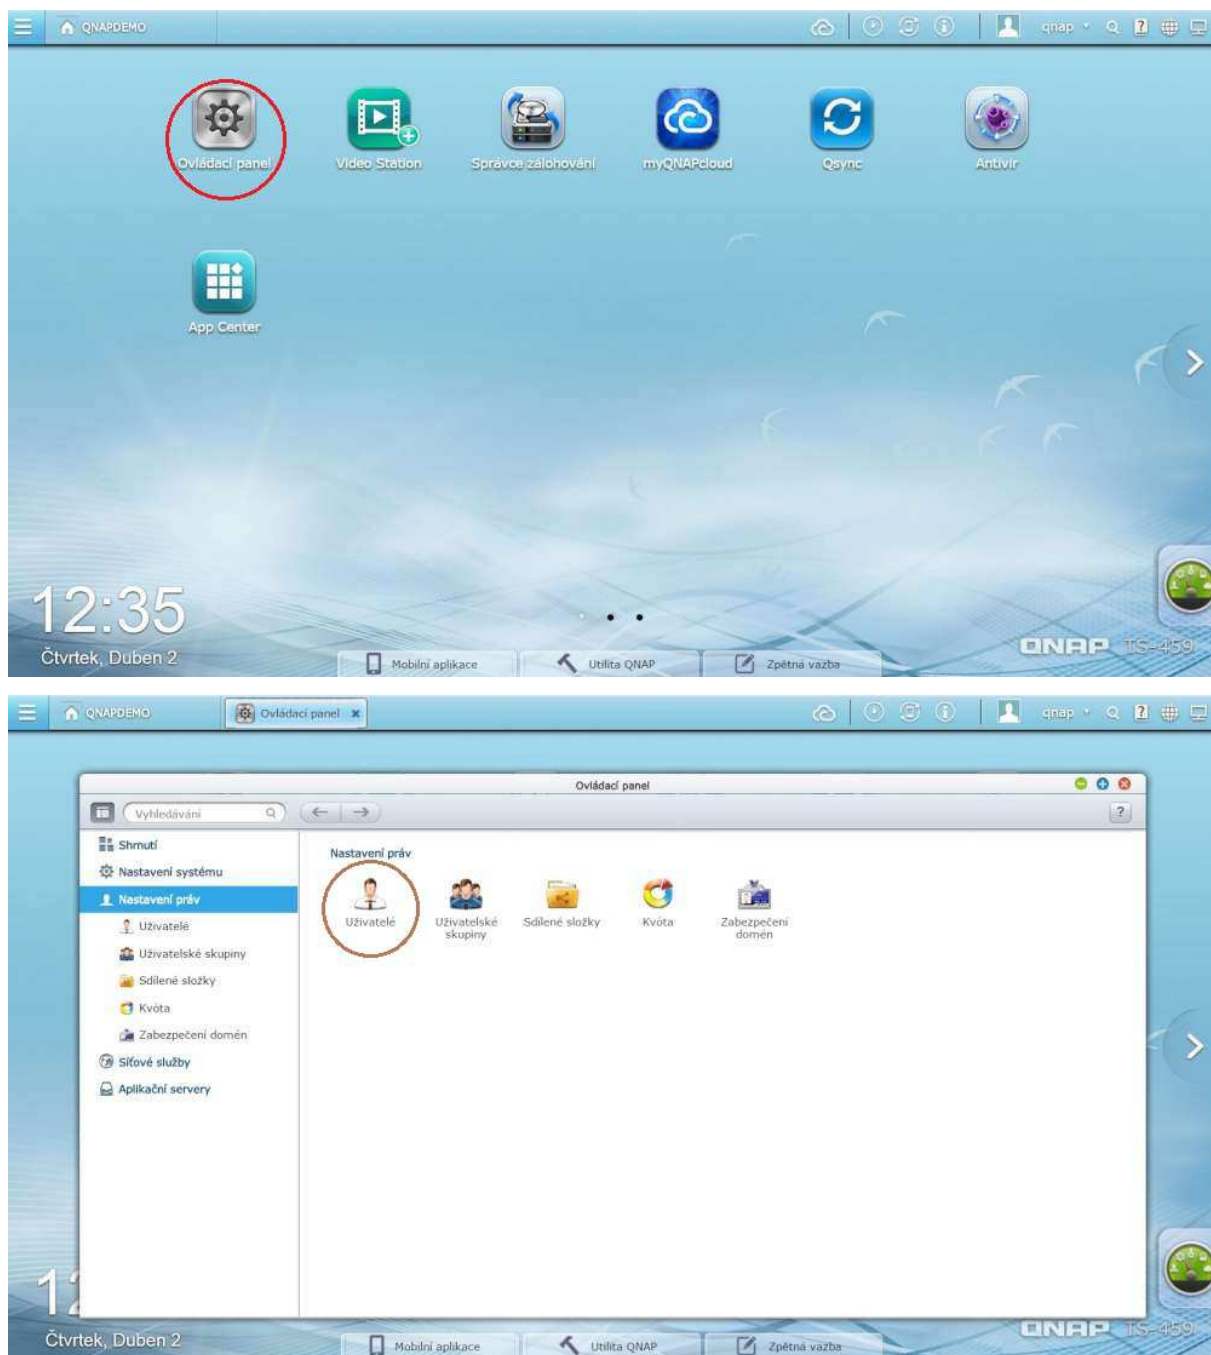 QNAPDEMO
qnap
Ovládací panel
Video Station
Správce zálohování
myQNAPcloud
Qsync
Antivir
App Center
12:35
Čtvrtek, Duben 2
Mobilní aplikace
Utilita QNAP
Zpětná vazba
QNAP TS-459
QNAPDEMO
Ovládací panel
qnap
Ovládací panel
Vyhledávání
Shrnutí
Nastavení systému
Nastavení práv
Uživatelé
Uživatelské skupiny
Sdílené složky
Kvóta
Zabezpečení domén
Síťové služby
Aplikační servery
Nastavení práv
Uživatelé
Uživatelské
skupiny
Sdílené složky
Kvóta
Zabezpečení
domén
12
Čtvrtek, Duben 2
Mobilní aplikace
Utilita QNAP
Zpětná vazba
QNAP TS-459